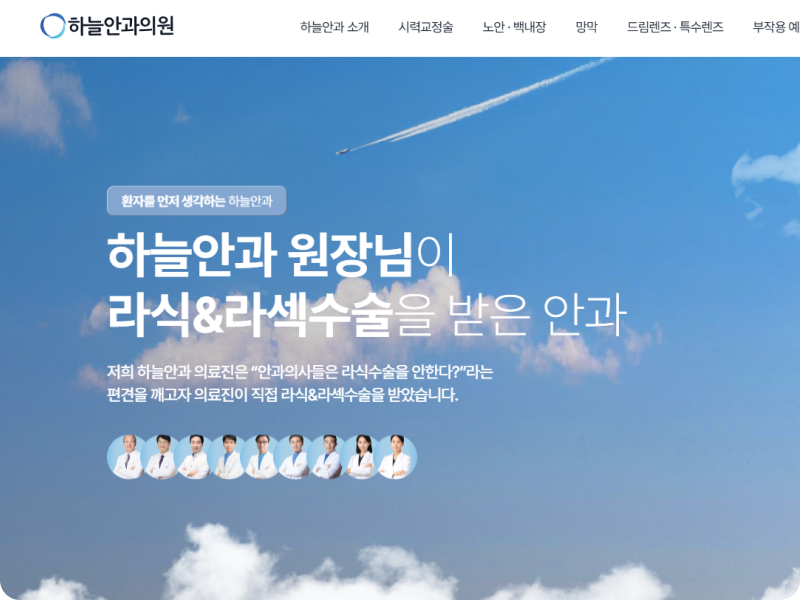 하늘안과의원
하늘안과 소개 시력교정술 노안 · 백내장 망막 드림렌즈 · 특수렌즈 부작용 예
환자를 먼저 생각하는 하늘안과
하늘안과 원장님이
라식&라섹수술을 받은 안과
저희 하늘안과 의료진은 “안과의사들은 라식수술을 안한다?”라는
편견을 깨고자 의료진이 직접 라식&라섹수술을 받았습니다.